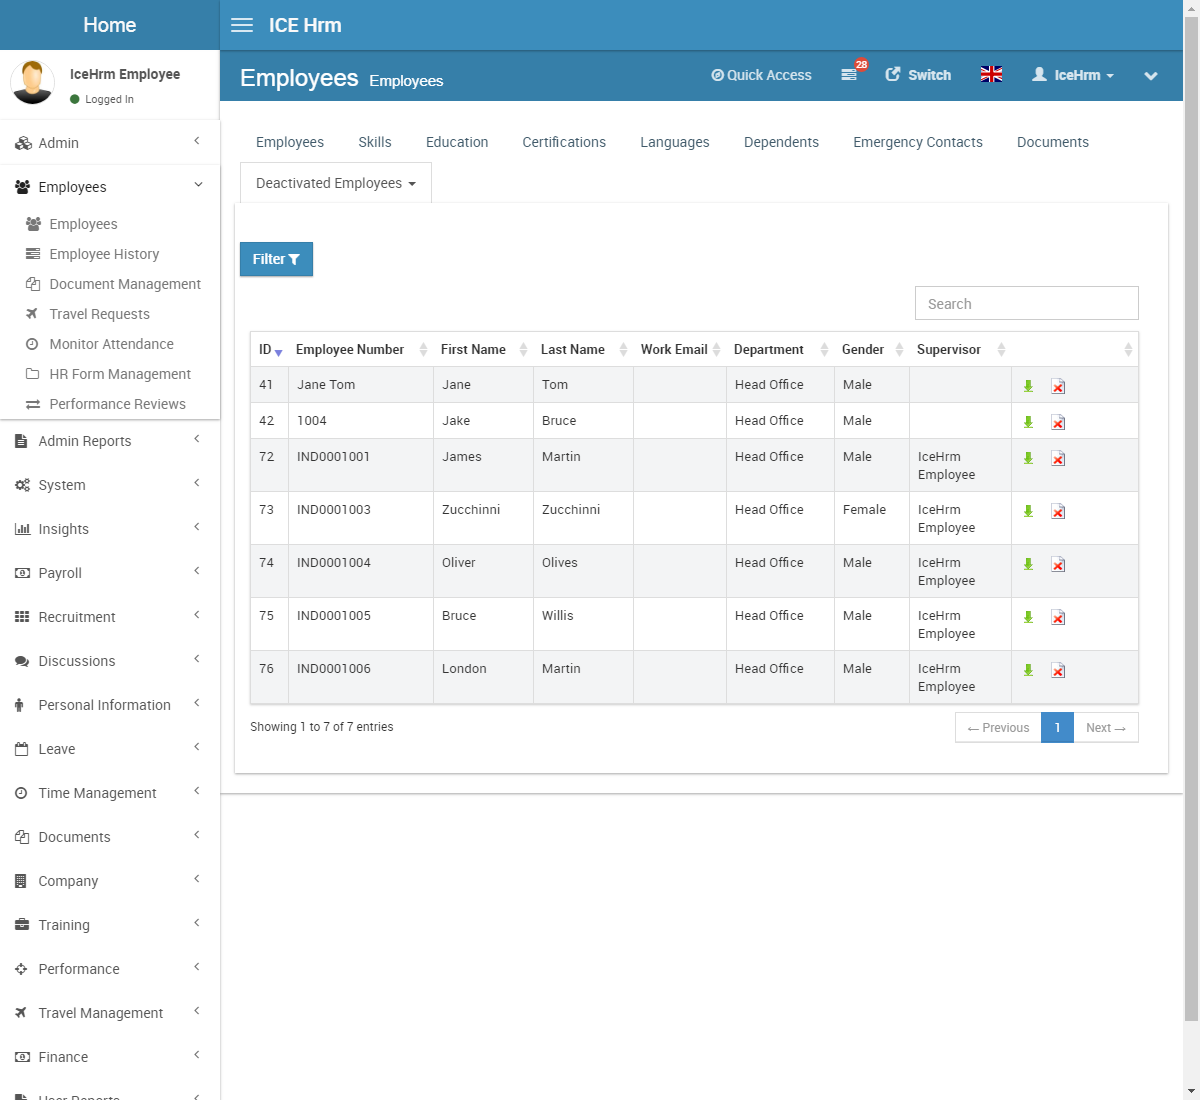 Home
ICE Hrm
IceHrm Employee
Logged In
Employees Employees
Quick Access
28
Switch
IceHrm
Admin
Employees
Employees
Employee History
Document Management
Travel Requests
Monitor Attendance
HR Form Management
Performance Reviews
Admin Reports
System
Insights
Payroll
Recruitment
Discussions
Personal Information
Leave
Time Management
Documents
Company
Training
Performance
Travel Management
Finance
User Reports
Employees Skills Education Certifications Languages Dependents Emergency Contacts Documents
Deactivated Employees
Filter
Search
ID Employee Number First Name Last Name Work Email Department Gender Supervisor
41 Jane Tom Jane Tom Head Office Male
42 1004 Jake Bruce Head Office Male
72 IND0001001 James Martin Head Office Male IceHrm
Employee
73 IND0001003 Zucchinni Zucchinni Head Office Female IceHrm
Employee
74 IND0001004 Oliver Olives Head Office Male IceHrm
Employee
75 IND0001005 Bruce Willis Head Office Male IceHrm
Employee
76 IND0001006 London Martin Head Office Male IceHrm
Employee
Showing 1 to 7 of 7 entries
← Previous 1 Next →